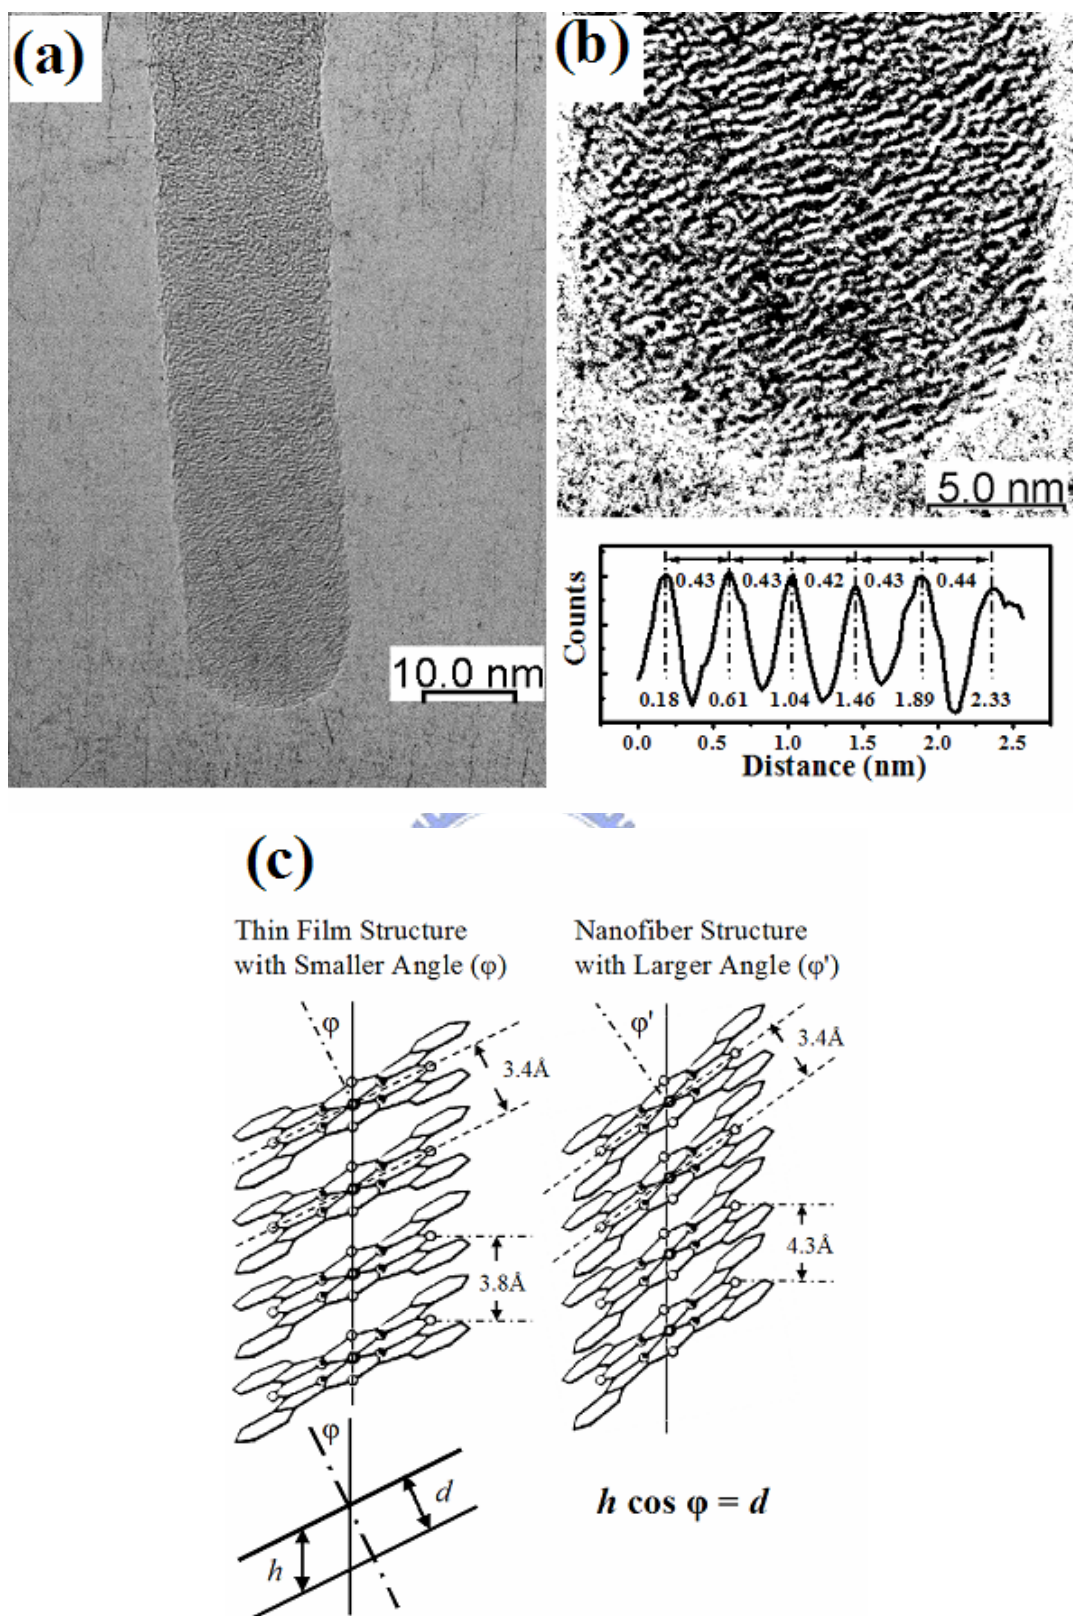 (a)
10.0 nm
(b)
5.0 nm
Counts
0.43 0.43 0.42 0.43 0.44
0.18 0.61 1.04 1.46 1.89 2.33
0.0 0.5 1.0 1.5 2.0 2.5
Distance (nm)
(c)
Thin Film Structure
with Smaller Angle (φ)
φ
3.4Å
3.8Å
Nanofiber Structure
with Larger Angle (φ')
φ'
3.4Å
4.3Å
φ
d
h
h cos φ = d